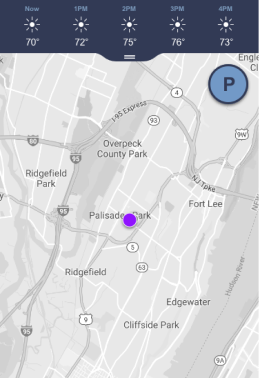 Now 1PM 2PM 3PM 4PM
70° 72° 75° 76° 73°
P
4
I-95 Express
93
Overpeck
County Park
9W
80
95
Ridgefield
Park
NJ Tpke
95
Palisades Park
Fort Lee
5
63
Ridgefield
Hudson River
Edgewater
9
Cliffside Park
95
9A